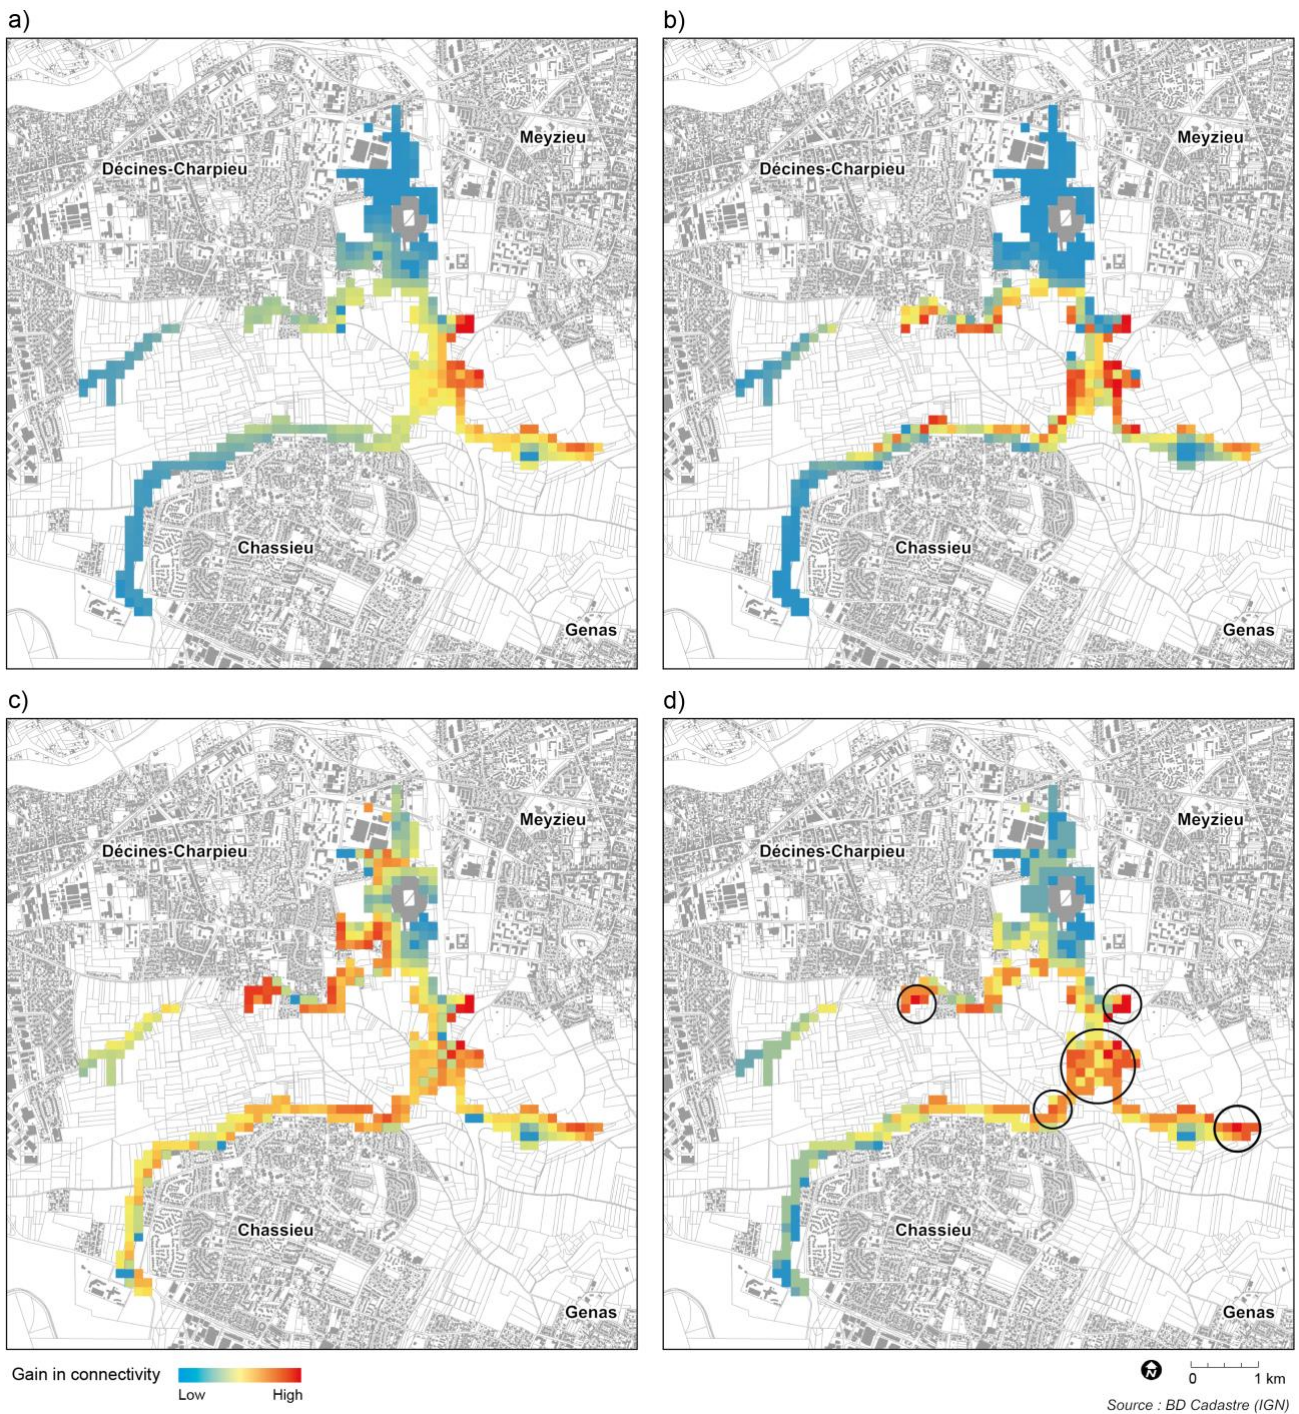 a)
b)
Meyzieu
Décines-Charpieu
Chassieu
Genas
Meyzieu
Décines-Charpieu
Chassieu
Genas
c)
d)
Meyzieu
Décines-Charpieu
Chassieu
Genas
Meyzieu
Décines-Charpieu
Chassieu
Genas
Gain in connectivity
Low High
N
0 1 km
Source : BD Cadastre (IGN)